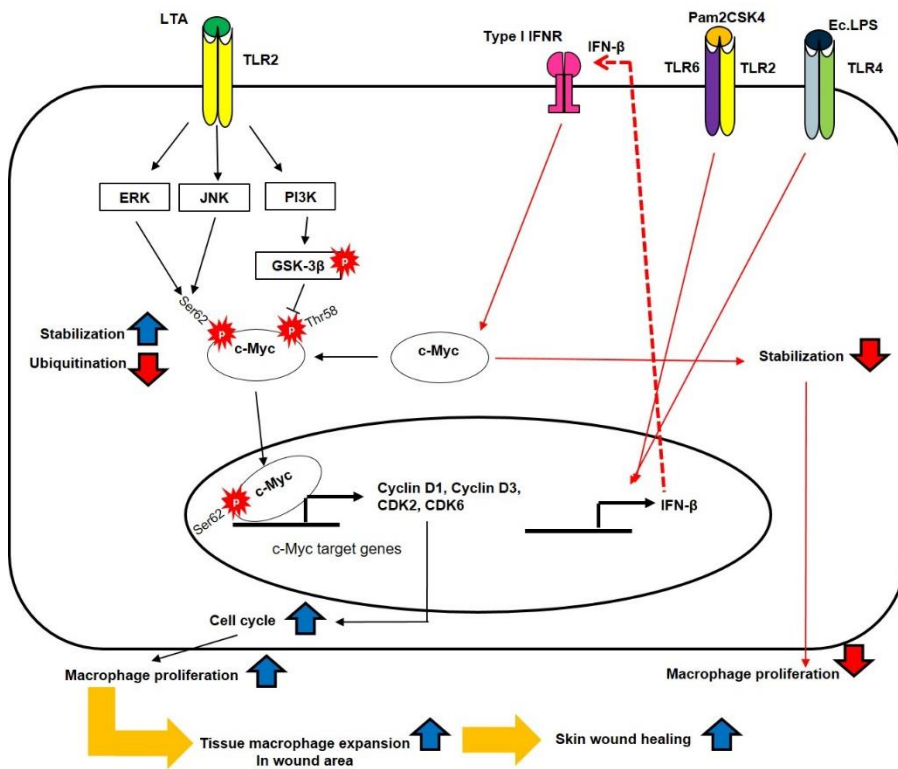 LTA
TLR2
Type I IFNR
IFN-β
Pam2CSK4
TLR6
TLR2
Ec.LPS
TLR4
ERK
JNK
PI3K
GSK-3β
P
Ser62
P
P
Thr58
Stabilization
Ubiquitination
c-Myc
c-Myc
Stabilization
c-Myc
P
Ser62
Cyclin D1, Cyclin D3,
CDK2, CDK6
c-Myc target genes
IFN-β
Cell cycle
Macrophage proliferation
Macrophage proliferation
Tissue macrophage expansion
In wound area
Skin wound healing